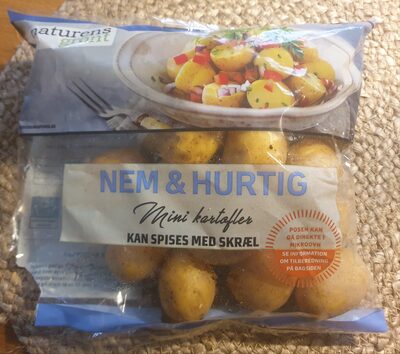 naturens
grønt
NEM & HURTIG
Mini kartofler
KAN SPISES MED SKRÆL
POSEN KAN
GÅ DIREKTE I
MIKROOVN
SE INFORMATION
OM TILBEREDNING
PÅ BAGSIDEN